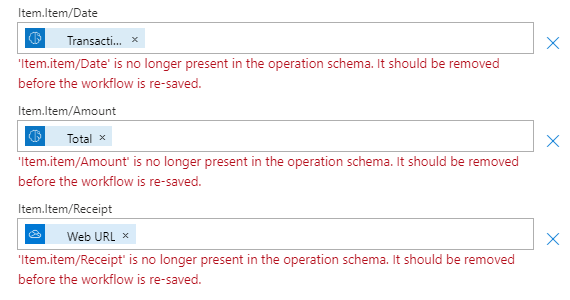 Item.Item/Date
Transacti... ×
'Item.item/Date' is no longer present in the operation schema. It should be removed
before the workflow is re-saved.
Item.Item/Amount
Total ×
'Item.item/Amount' is no longer present in the operation schema. It should be removed
before the workflow is re-saved.
Item.Item/Receipt
Web URL ×
'Item.item/Receipt' is no longer present in the operation schema. It should be removed
before the workflow is re-saved.